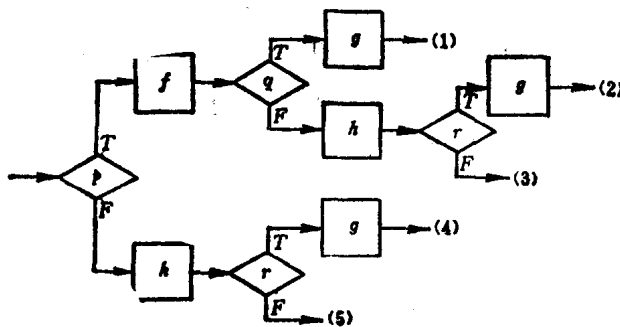 T g (1)
f q g (2)
F h T r
T F (3)
p
F g (4)
T
h r
F (5)